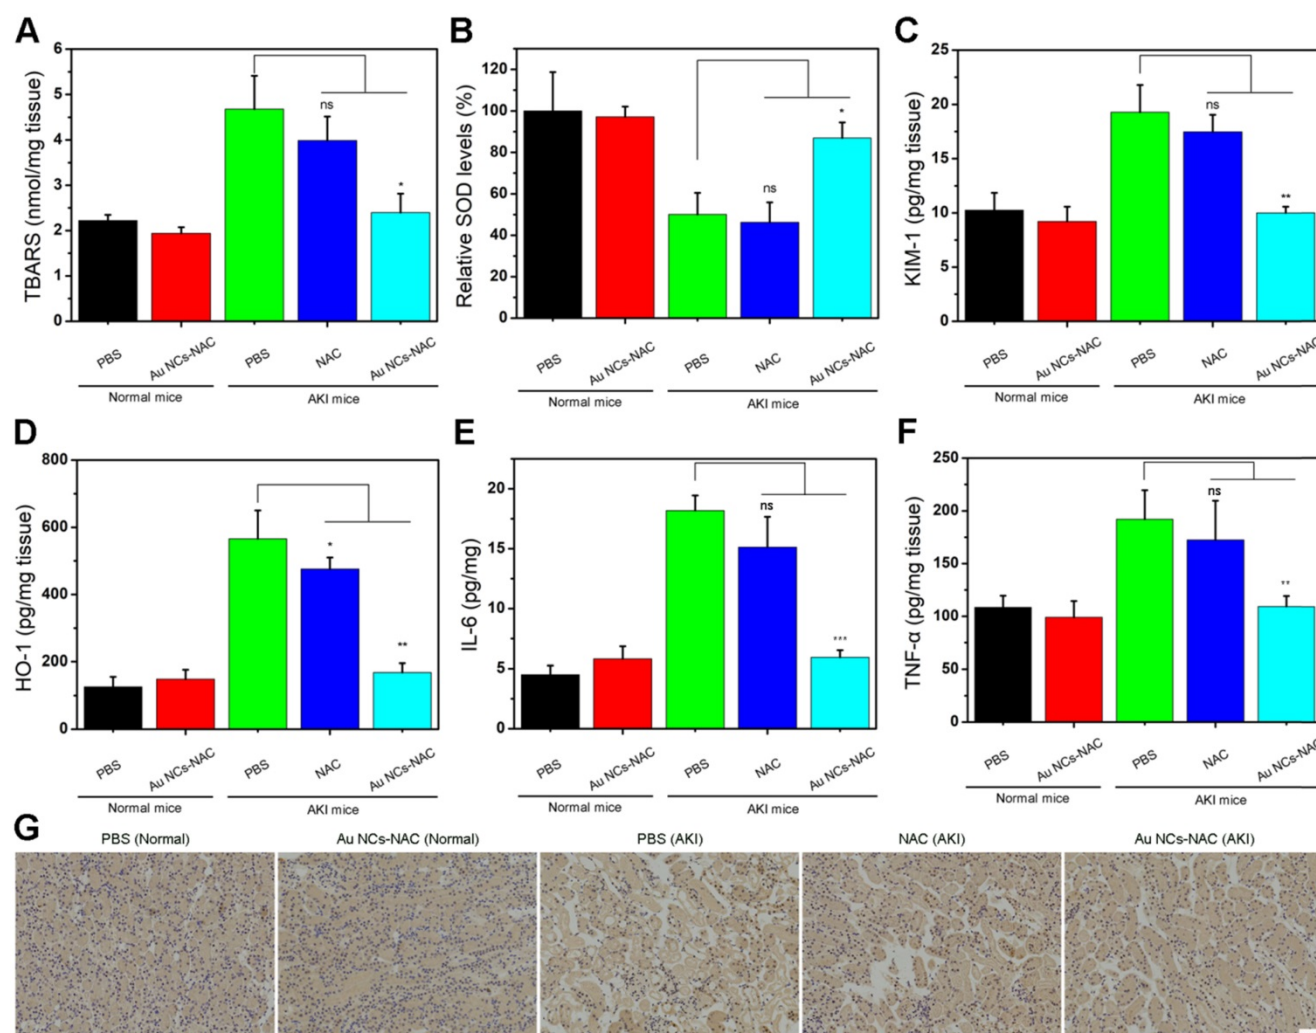 A
TBARS (nmol/mg tissue)
6
5
4
3
2
1
0
ns
*
PBS
Au NCs-NAC
PBS
NAC
Au NCs-NAC
Normal mice
AKI mice
B
Relative SOD levels (%)
120
100
80
60
40
20
0
ns
*
PBS
Au NCs-NAC
PBS
NAC
Au NCs-NAC
Normal mice
AKI mice
C
KIM-1 (pg/mg tissue)
25
20
15
10
5
0
ns
**
PBS
Au NCs-NAC
PBS
NAC
Au NCs-NAC
Normal mice
AKI mice
D
HO-1 (pg/mg tissue)
800
600
400
200
0
*
**
PBS
Au NCs-NAC
PBS
NAC
Au NCs-NAC
Normal mice
AKI mice
E
IL-6 (pg/mg)
20
15
10
5
0
ns
***
PBS
Au NCs-NAC
PBS
NAC
Au NCs-NAC
Normal mice
AKI mice
F
TNF-α (pg/mg tissue)
250
200
150
100
50
0
ns
**
PBS
Au NCs-NAC
PBS
NAC
Au NCs-NAC
Normal mice
AKI mice
G
PBS (Normal)
Au NCs-NAC (Normal)
PBS (AKI)
NAC (AKI)
Au NCs-NAC (AKI)